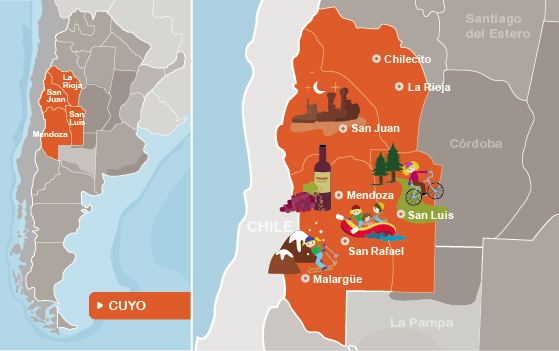 La
Rioja
San
Juan
San
Luis
Mendoza
CUYO
Santiago
del Estero
Chilecito
La Rioja
San Juan
Córdoba
Mendoza
San Luis
CHILE
San Rafael
Malargüe
La Pampa